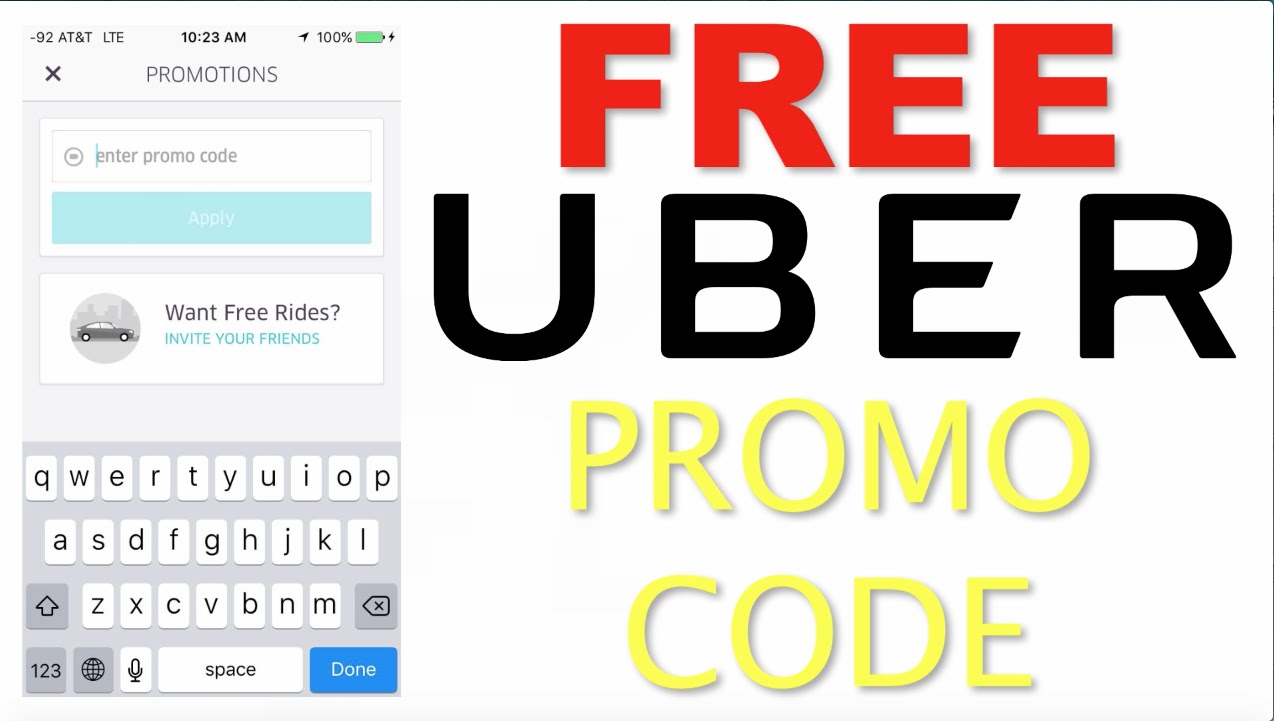 -92 AT&T LTE 10:23 AM 100%
PROMOTIONS
enter promo code
Apply
Want Free Rides?
INVITE YOUR FRIENDS
q w e r t y u i o p
a s d f g h j k l
z x c v b n m
123 space Done
FREE
UBER
PROMO
CODE